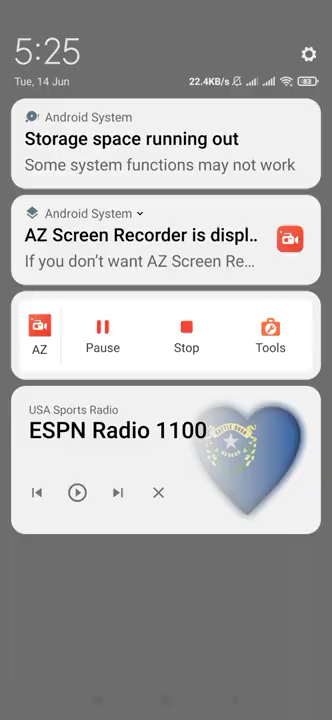 5:25
Tue, 14 Jun
22.4KB/s
83
Android System
Storage space running out
Some system functions may not work
Android System
AZ Screen Recorder is displ..
If you don't want AZ Screen Re...
AZ
Pause
Stop
Tools
USA Sports Radio
ESPN Radio 1100